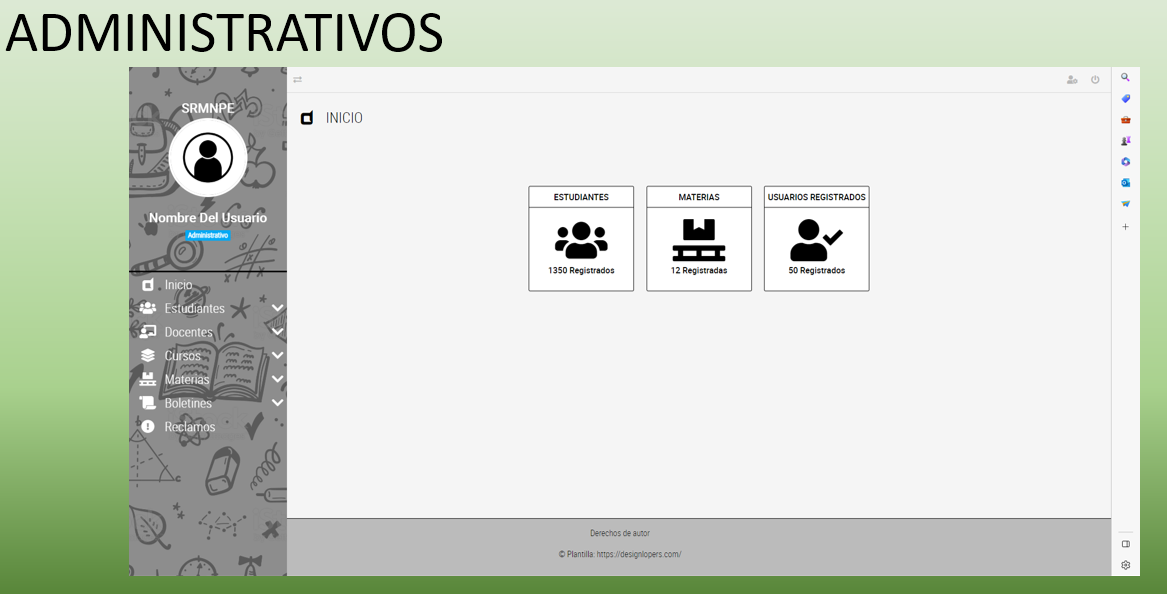 ADMINISTRATIVOS
SRMNPE
Nombre Del Usuario
Administrativo
Inicio
Estudiantes
Docentes
Cursos
Materias
Boletines
Reclamos
INICIO
ESTUDIANTES
1350 Registrados
MATERIAS
12 Registradas
USUARIOS REGISTRADOS
50 Registrados
Derechos de autor
© Plantilla: https://designlopers.com/